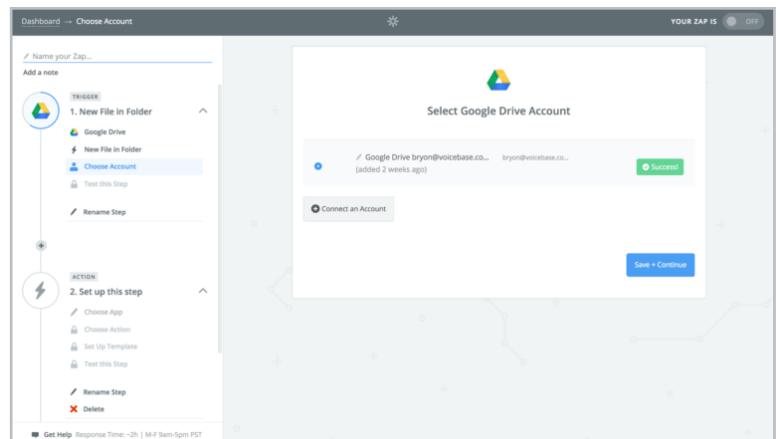 Dashboard → Choose Account
YOUR ZAP IS OFF
Name your Zap...
Add a note
TRIGGER
1. New File in Folder
Google Drive
New File in Folder
Choose Account
Test this Step
Rename Step
ACTION
2. Set up this step
Choose App
Choose Action
Set Up Template
Test this Step
Rename Step
Delete
Get Help Response Time: ~2h | M-F 9am-5pm PST
Select Google Drive Account
Google Drive bryon@voicebase.co... bryon@voicebase.co...
(added 2 weeks ago)
Success!
Connect an Account
Save + Continue